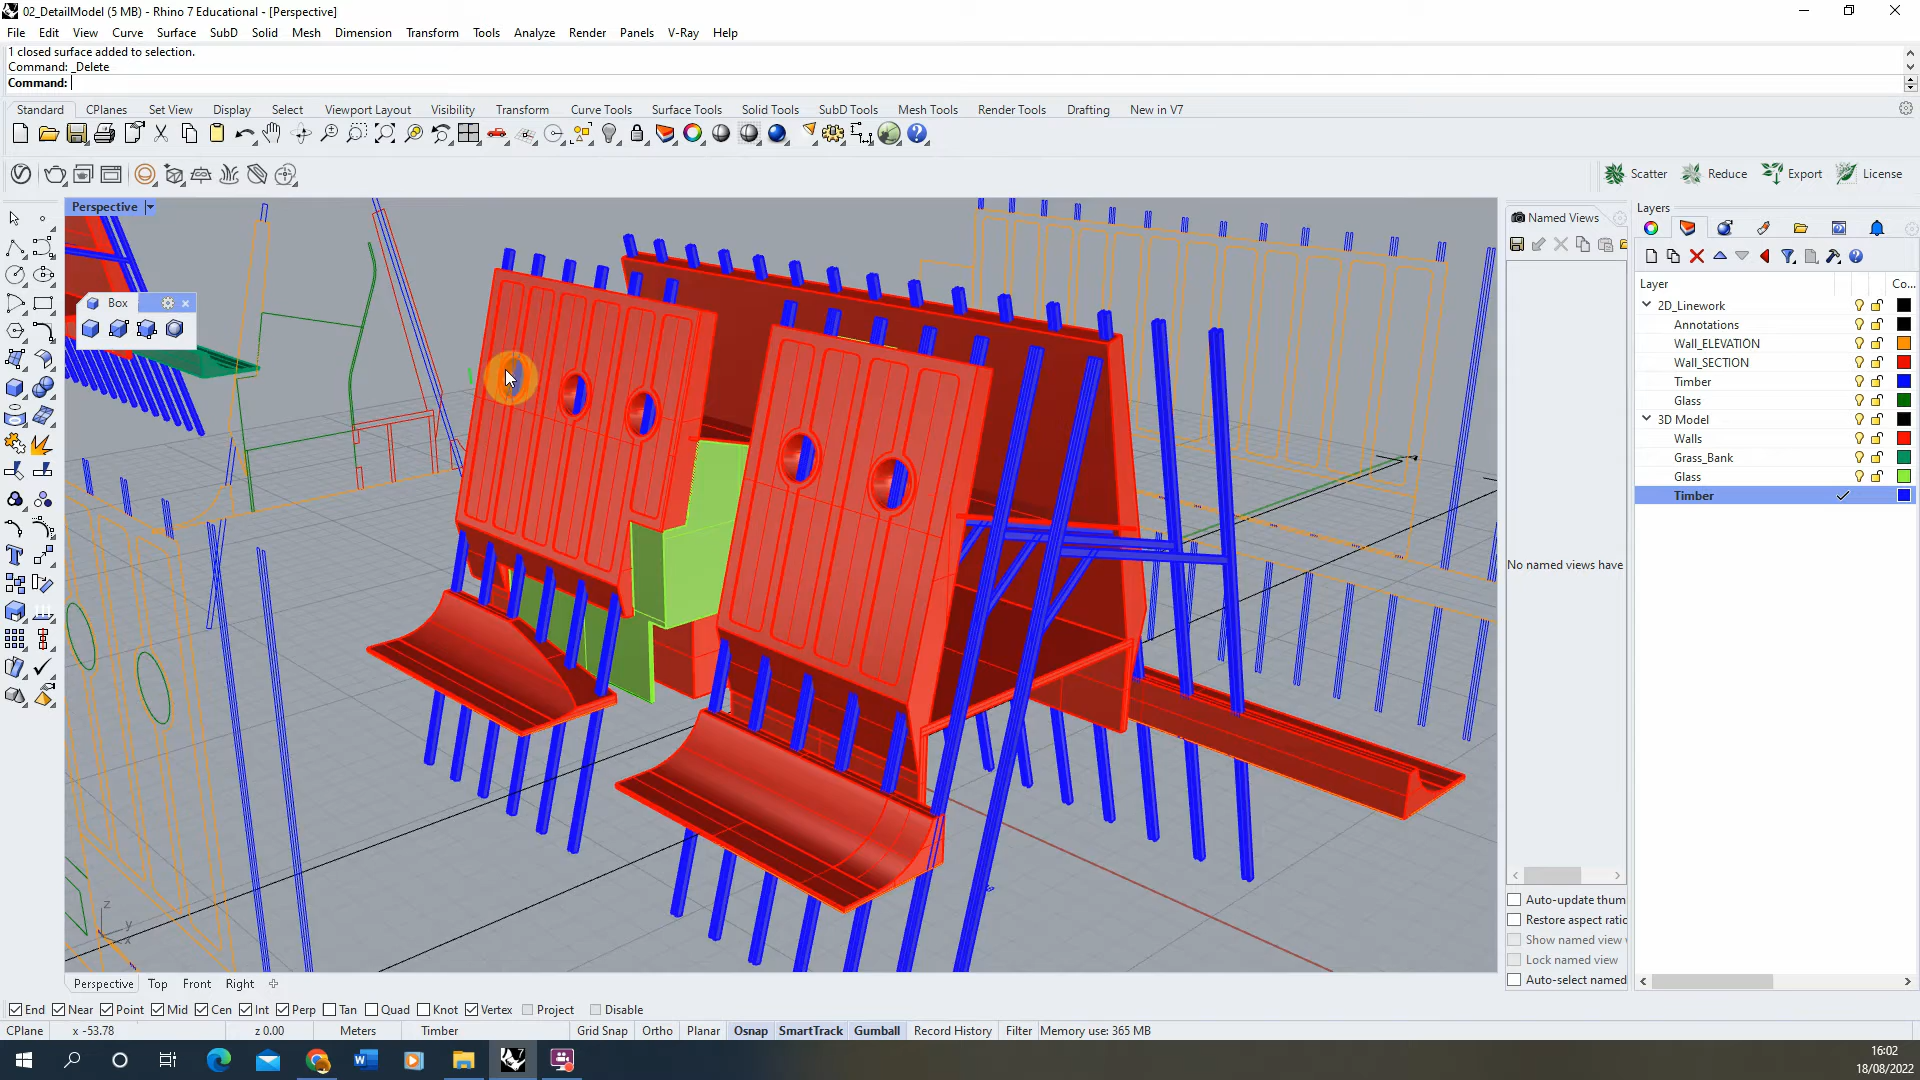 02_DetailModel (5 MB) - Rhino 7 Educational - [Perspective]
File Edit View Curve Surface SubD Solid Mesh Dimension Transform Tools Analyze Render Panels V-Ray Help
1 closed surface added to selection.
Command: _Delete
Command:
Standard CPlanes Set View Display Select Viewport Layout Visibility Transform Curve Tools Surface Tools Solid Tools SubD Tools Mesh Tools Render Tools Drafting New in V7
Scatter Reduce Export License
Perspective
Named Views
Layers
Box
Layer Co...
2D_Linework
Annotations
Wall_ELEVATION
Wall_SECTION
Timber
Glass
3D Model
Walls
Grass_Bank
Glass
Timber
No named views have
Auto-update thum
Restore aspect ratio
Show named view
Lock named view
Auto-select named
z
y
x
Perspective Top Front Right
End Near Point Mid Cen Int Perp Tan Quad Knot Vertex Project Disable
CPlane x -53.78 z 0.00 Meters Timber Grid Snap Ortho Planar Osnap SmartTrack Gumball Record History Filter Memory use: 365 MB
16:02
18/08/2022